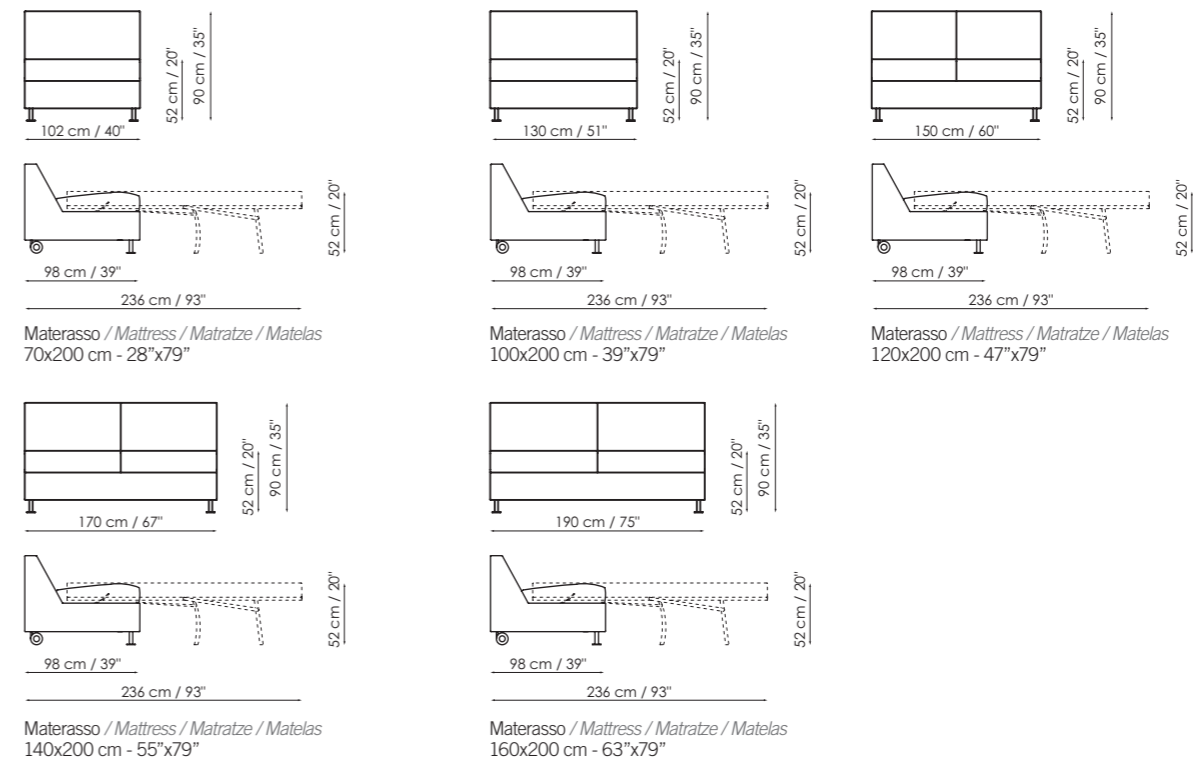 52 cm / 20"
90 cm / 35"
102 cm / 40"
52 cm / 20"
98 cm / 39"
236 cm / 93"
Materasso / Mattress / Matratze / Matelas
70x200 cm - 28”x79”
52 cm / 20"
90 cm / 35"
130 cm / 51"
52 cm / 20"
98 cm / 39"
236 cm / 93"
Materasso / Mattress / Matratze / Matelas
100x200 cm - 39”x79”
52 cm / 20"
90 cm / 35"
150 cm / 60"
52 cm / 20"
98 cm / 39"
236 cm / 93"
Materasso / Mattress / Matratze / Matelas
120x200 cm - 47”x79”
52 cm / 20"
90 cm / 35"
170 cm / 67"
52 cm / 20"
98 cm / 39"
236 cm / 93"
Materasso / Mattress / Matratze / Matelas
140x200 cm - 55”x79”
52 cm / 20"
90 cm / 35"
190 cm / 75"
52 cm / 20"
98 cm / 39"
236 cm / 93"
Materasso / Mattress / Matratze / Matelas
160x200 cm - 63”x79”